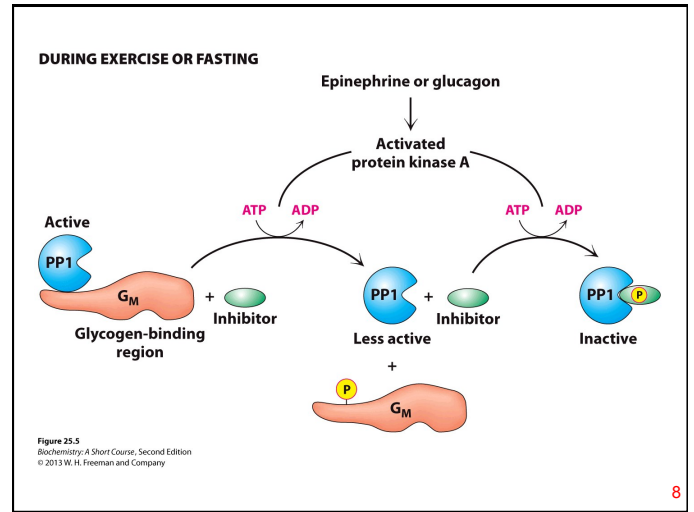 DURING EXERCISE OR FASTING
Epinephrine or glucagon
Activated
protein kinase A
ATP ADP
ATP ADP
Active
PP1
GM
Glycogen-binding
region
+
Inhibitor
PP1
Less active
+
Inhibitor
PP1
P
Inactive
+
P
GM
Figure 25.5
Biochemistry: A Short Course, Second Edition
© 2013 W. H. Freeman and Company
8